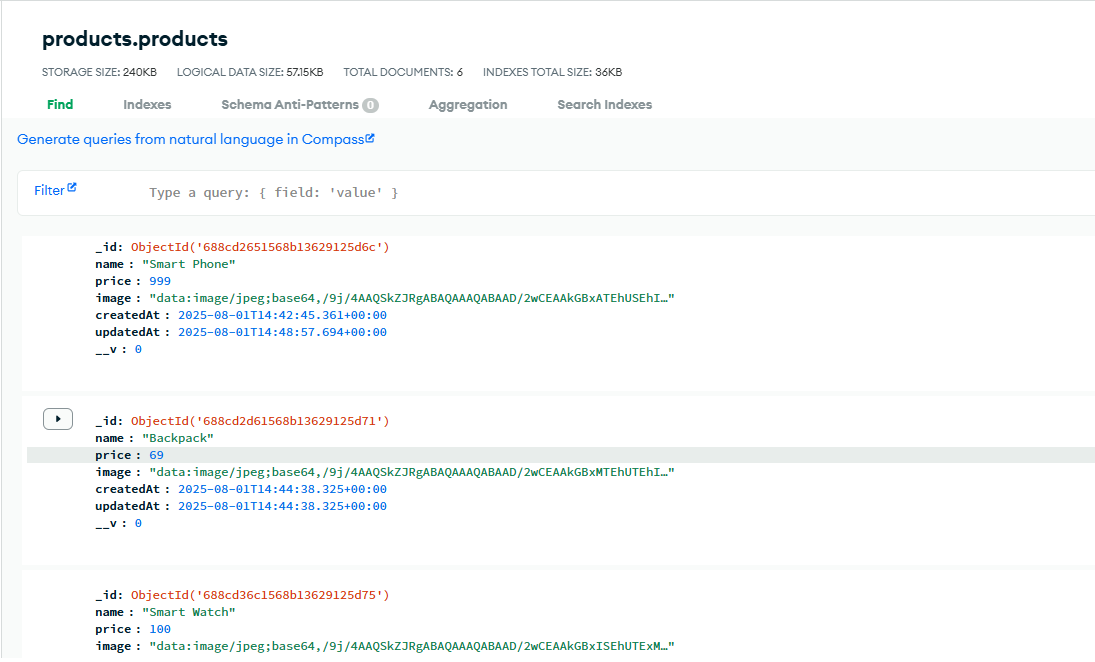 products.products
STORAGE SIZE: 240KB LOGICAL DATA SIZE: 57.15KB TOTAL DOCUMENTS: 6 INDEXES TOTAL SIZE: 36KB
Find Indexes Schema Anti-Patterns 0 Aggregation Search Indexes
Generate queries from natural language in Compass
Filter Type a query: { field: 'value' }
_id: ObjectId('688cd2651568b13629125d6c')
name : "Smart Phone"
price : 999
image : "data:image/jpeg;base64,/9j/4AAQSkZJRgABAQAAAQABAAD/2wCEAAkGBxATEhUSEhI…"
createdAt : 2025-08-01T14:42:45.361+00:00
updatedAt : 2025-08-01T14:48:57.694+00:00
__v : 0
_id: ObjectId('688cd2d61568b13629125d71')
name : "Backpack"
price : 69
image : "data:image/jpeg;base64,/9j/4AAQSkZJRgABAQAAAQABAAD/2wCEAAkGBxMTEhUTEhI…"
createdAt : 2025-08-01T14:44:38.325+00:00
updatedAt : 2025-08-01T14:44:38.325+00:00
__v : 0
_id: ObjectId('688cd36c1568b13629125d75')
name : "Smart Watch"
price : 100
image : "data:image/jpeg;base64,/9j/4AAQSkZJRgABAQAAAQABAAD/2wCEAAkGBxISEhUTExM…"